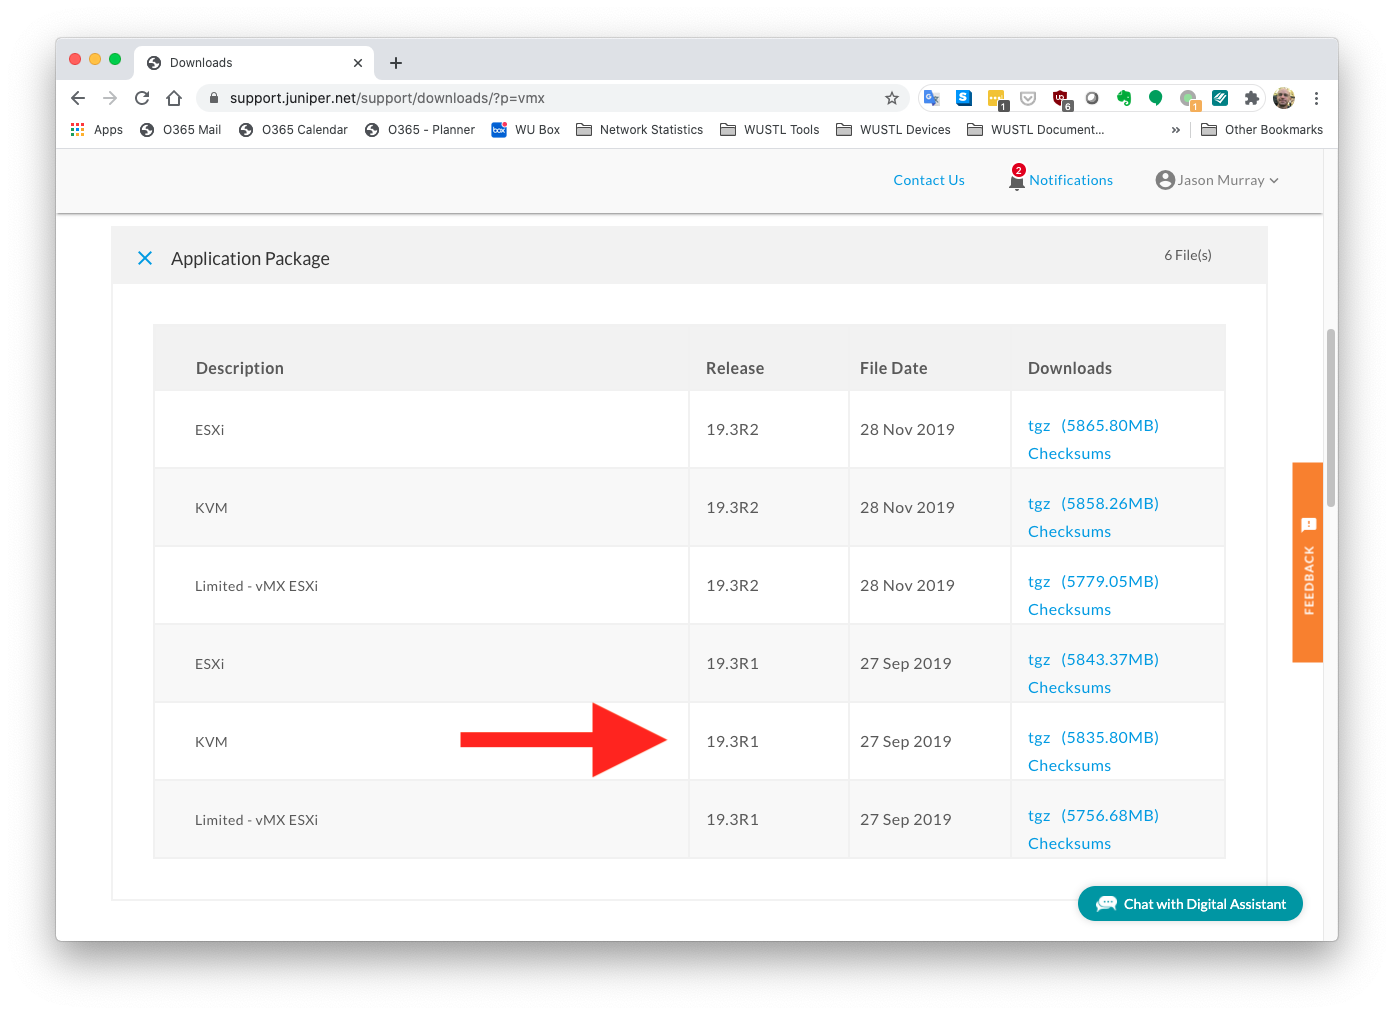 Downloads
support.juniper.net/support/downloads/?p=vmx
1
6
1
Apps O365 Mail O365 Calendar O365 - Planner box WU Box Network Statistics WUSTL Tools WUSTL Devices WUSTL Document... » Other Bookmarks
Contact Us 2 Notifications Jason Murray
Application Package 6 File(s)
Description Release File Date Downloads
ESXi 19.3R2 28 Nov 2019 tgz (5865.80MB)
Checksums
KVM 19.3R2 28 Nov 2019 tgz (5858.26MB)
Checksums
Limited - vMX ESXi 19.3R2 28 Nov 2019 tgz (5779.05MB)
Checksums
ESXi 19.3R1 27 Sep 2019 tgz (5843.37MB)
Checksums
KVM 19.3R1 27 Sep 2019 tgz (5835.80MB)
Checksums
Limited - vMX ESXi 19.3R1 27 Sep 2019 tgz (5756.68MB)
Checksums
FEEDBACK
Chat with Digital Assistant